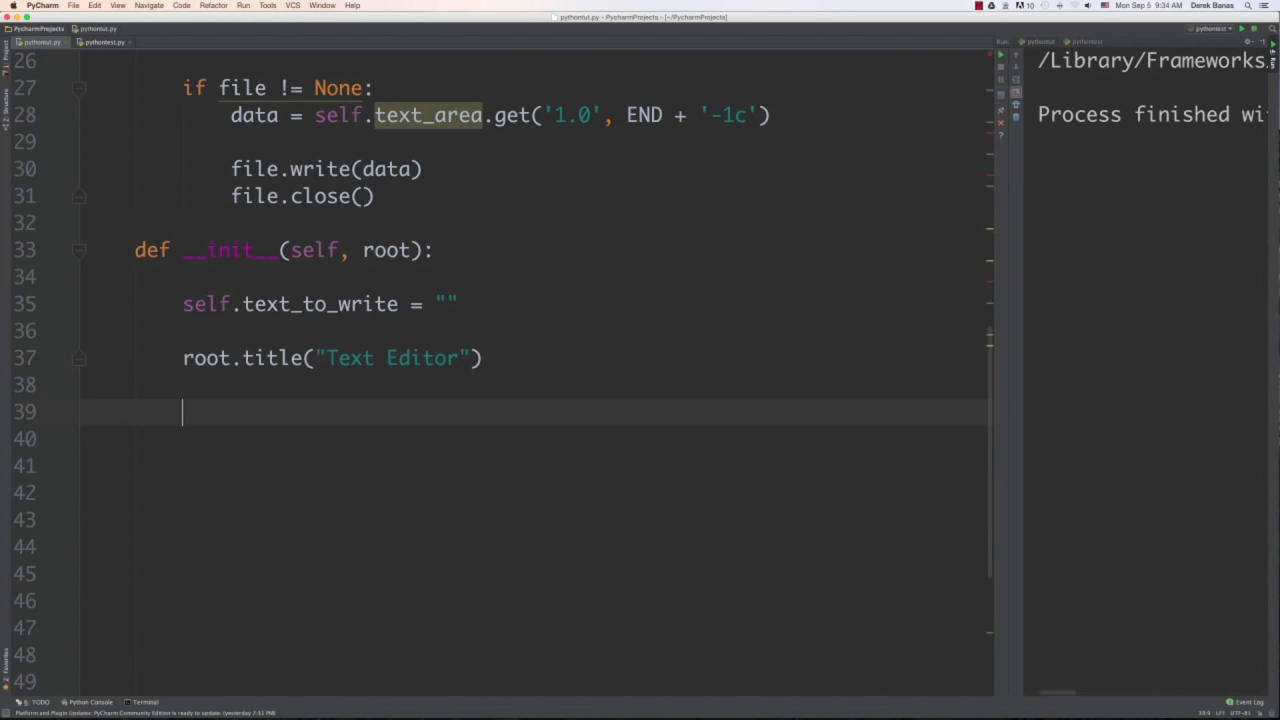 PyCharm File Edit View Navigate Code Refactor Run Tools VCS Window Help 10 Mon Sep 5 9:34 AM Derek Banas
pythontut.py - PycharmProjects - [~/PycharmProjects]
PycharmProjects pythontut.py pythontest
pythontut.py pythontest.py Run: pythontut pythontest
1: Project
Z: Structure
2: Favorites
4: Run
26
27 if file != None:
28 data = self.text_area.get('1.0', END + '-1c')
29
30 file.write(data)
31 file.close()
32
33 def __init__(self, root):
34
35 self.text_to_write = ""
36
37 root.title("Text Editor")
38
39
40
41
42
43
44
45
46
47
48
49
/Library/Frameworks
Process finished wi
6: TODO Python Console Terminal Event Log
Platform and Plugin Updates: PyCharm Community Edition is ready to update. (yesterday 7:51 PM) 39:9 LF÷ UTF-8÷